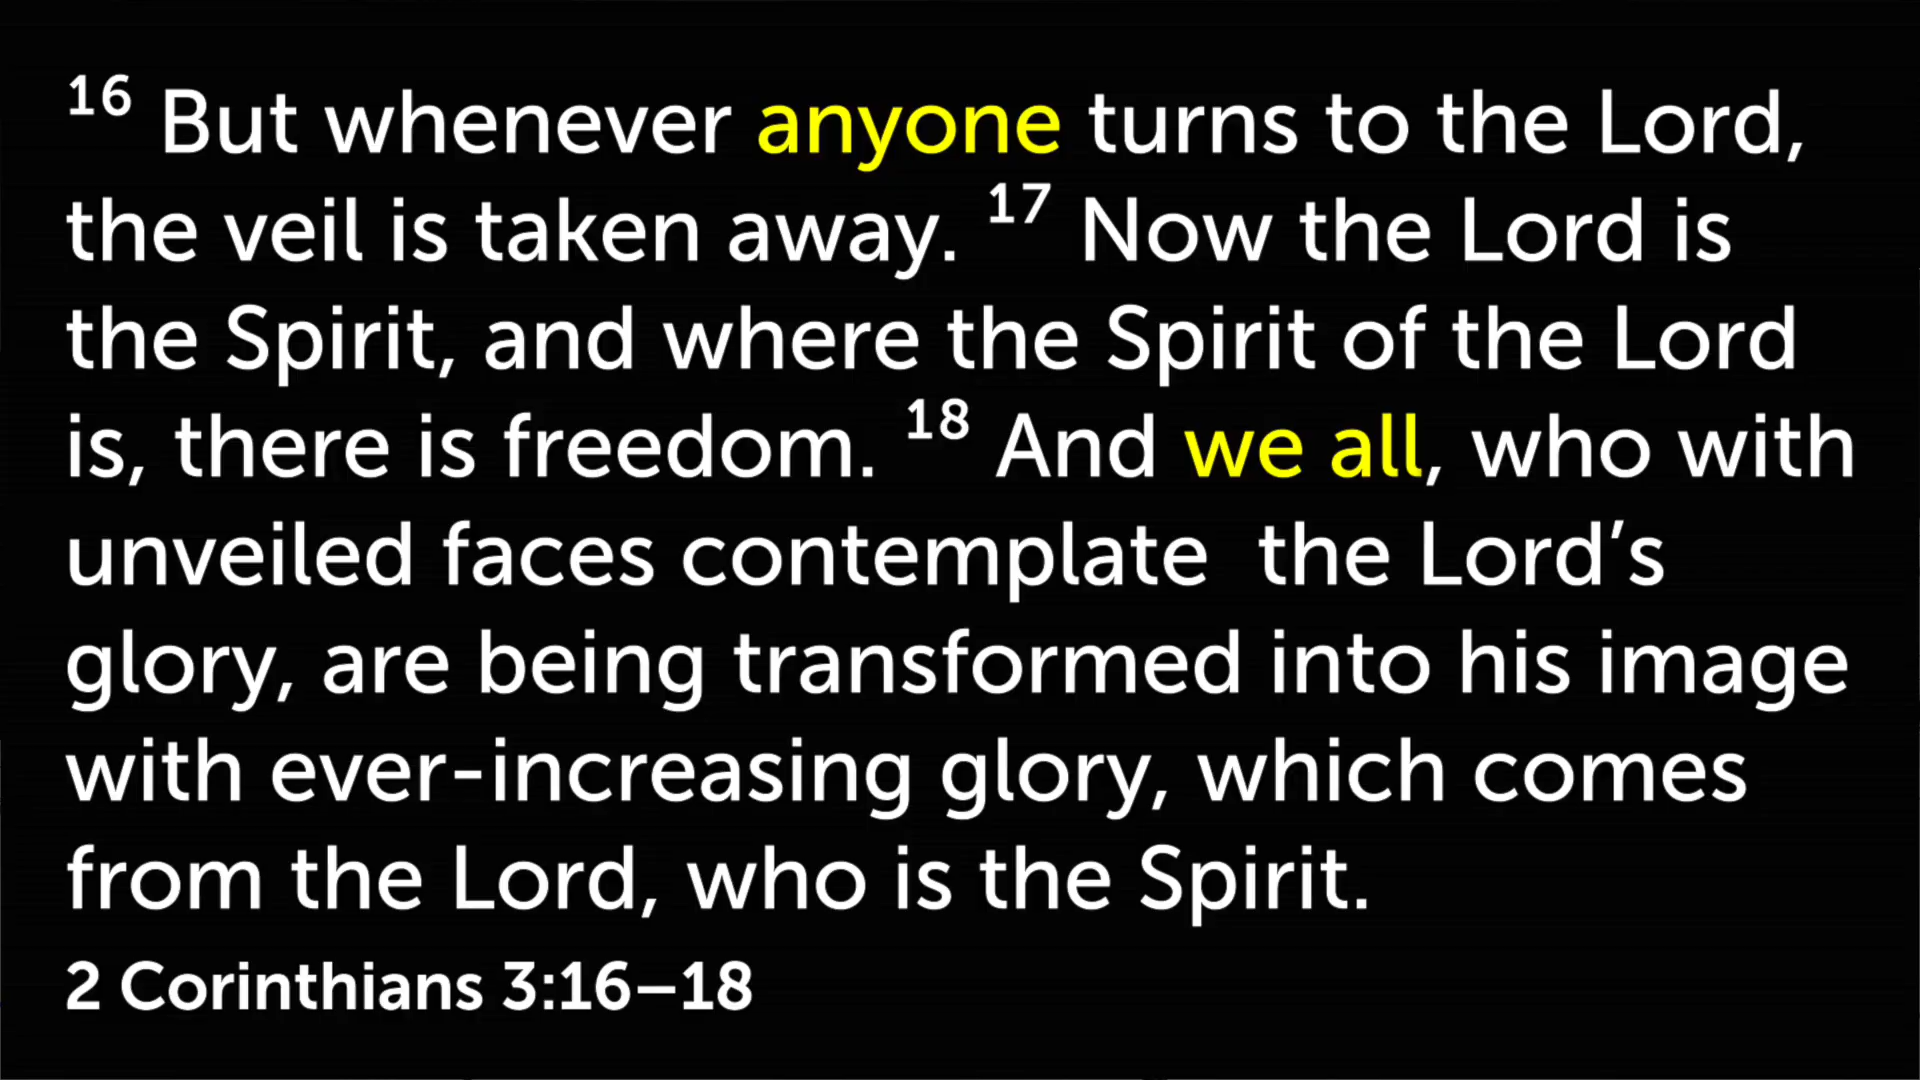 16 But whenever anyone turns to the Lord,
the veil is taken away. 17 Now the Lord is
the Spirit, and where the Spirit of the Lord
is, there is freedom. 18 And we all, who with
unveiled faces contemplate  the Lord’s
glory, are being transformed into his image
with ever-increasing glory, which comes
from the Lord, who is the Spirit.
2 Corinthians 3:16–18